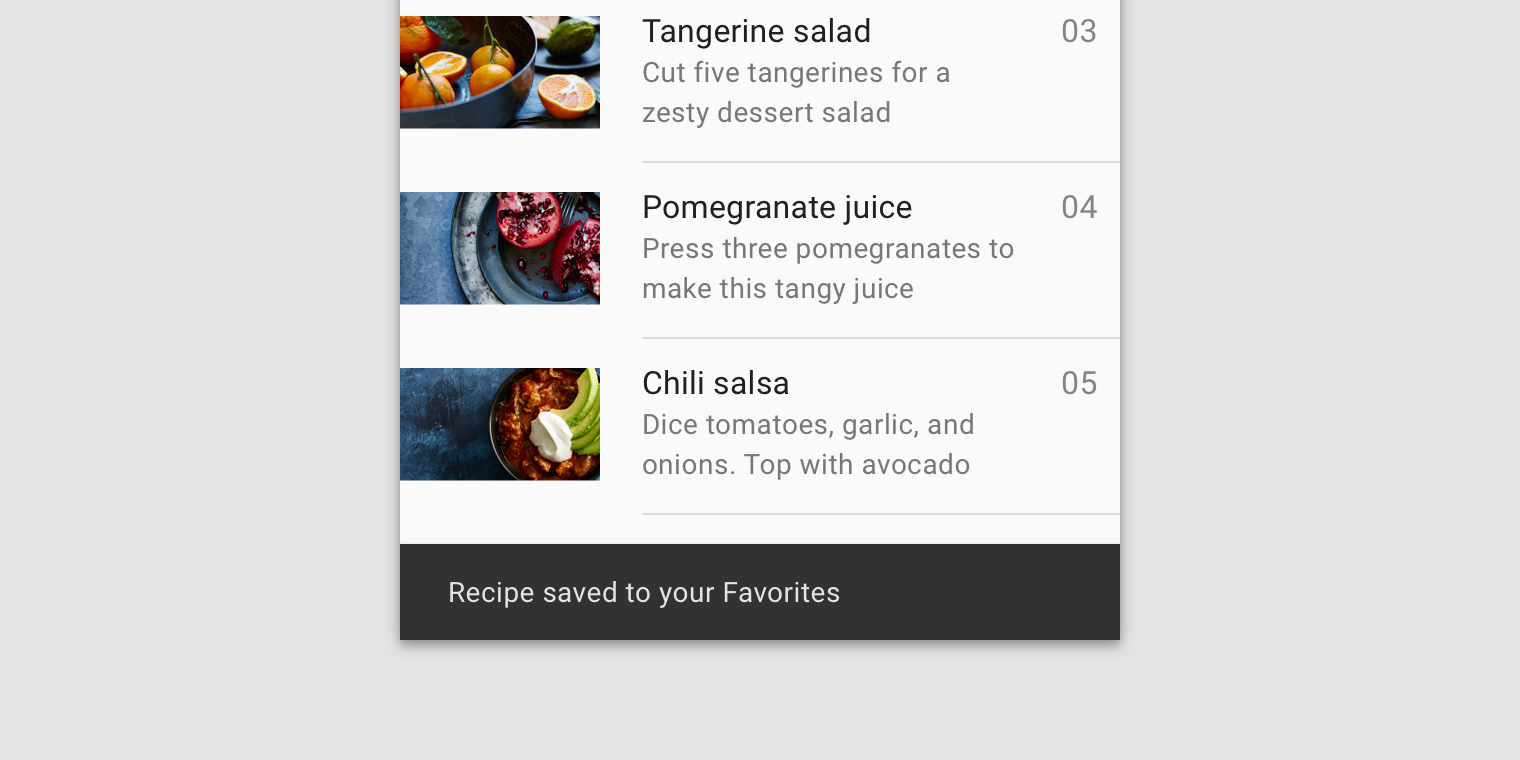 Tangerine salad 03
Cut five tangerines for a
zesty dessert salad
Pomegranate juice 04
Press three pomegranates to
make this tangy juice
Chili salsa 05
Dice tomatoes, garlic, and
onions. Top with avocado
Recipe saved to your Favorites